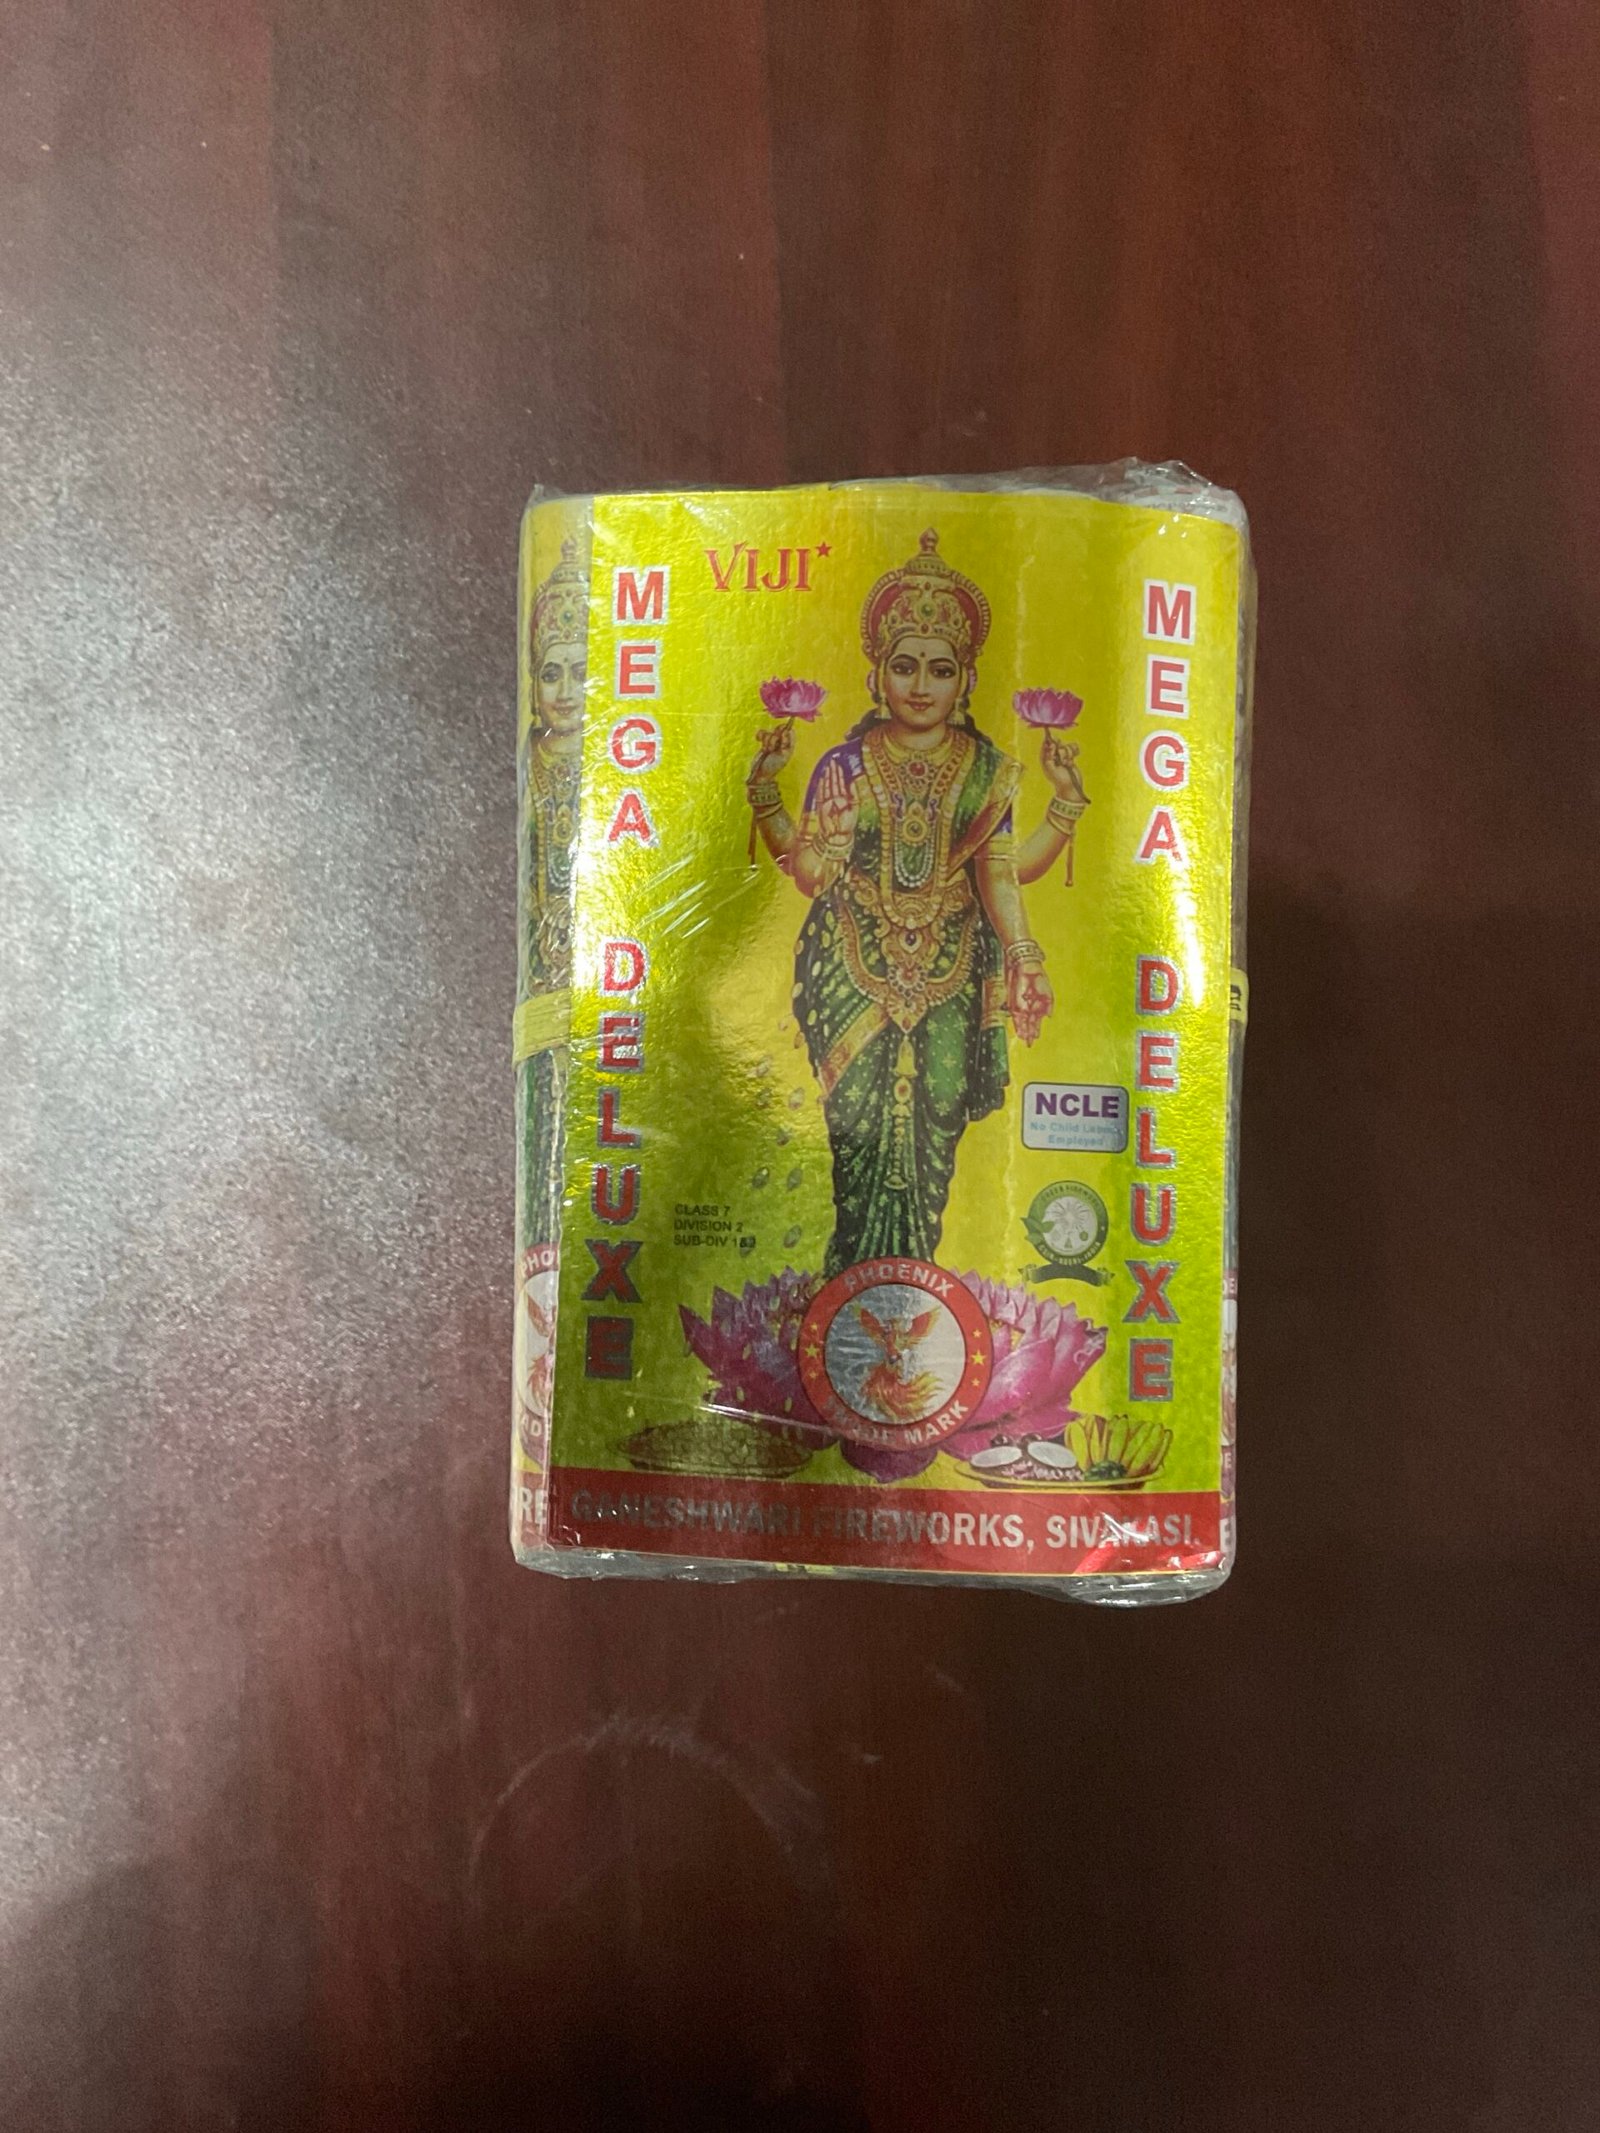 VIJI
MEGA DELUXE
MEGA DELUXE
NCLE
No Child Labour
Employed
CLASS 7
DIVISION 2
SUB-DIV 1&2
PHOENIX
TRADE MARK
GANESHWARI FIREWORKS, SIVAKASI.